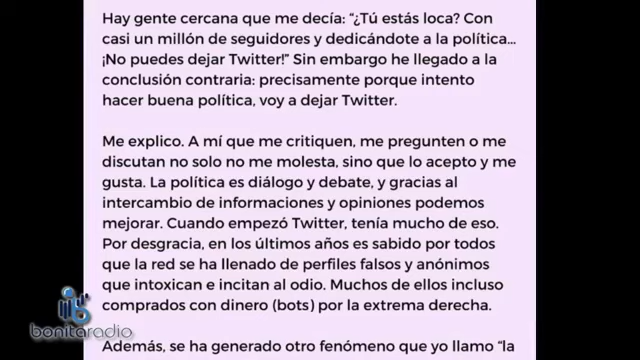 Hay gente cercana que me decía: “¿Tú estás loca? Con
casi un millón de seguidores y dedicándote a la política...
¡No puedes dejar Twitter!” Sin embargo he llegado a la
conclusión contraria: precisamente porque intento
hacer buena política, voy a dejar Twitter.
Me explico. A mí que me critiquen, me pregunten o me
discutan no solo no me molesta, sino que lo acepto y me
gusta. La política es diálogo y debate, y gracias al
intercambio de informaciones y opiniones podemos
mejorar. Cuando empezó Twitter, tenía mucho de eso.
Por desgracia, en los últimos años es sabido por todos
que la red se ha llenado de perfiles falsos y anónimos
que intoxican e incitan al odio. Muchos de ellos incluso
comprados con dinero (bots) por la extrema derecha.
Además, se ha generado otro fenómeno que yo llamo “la
bonitaradio